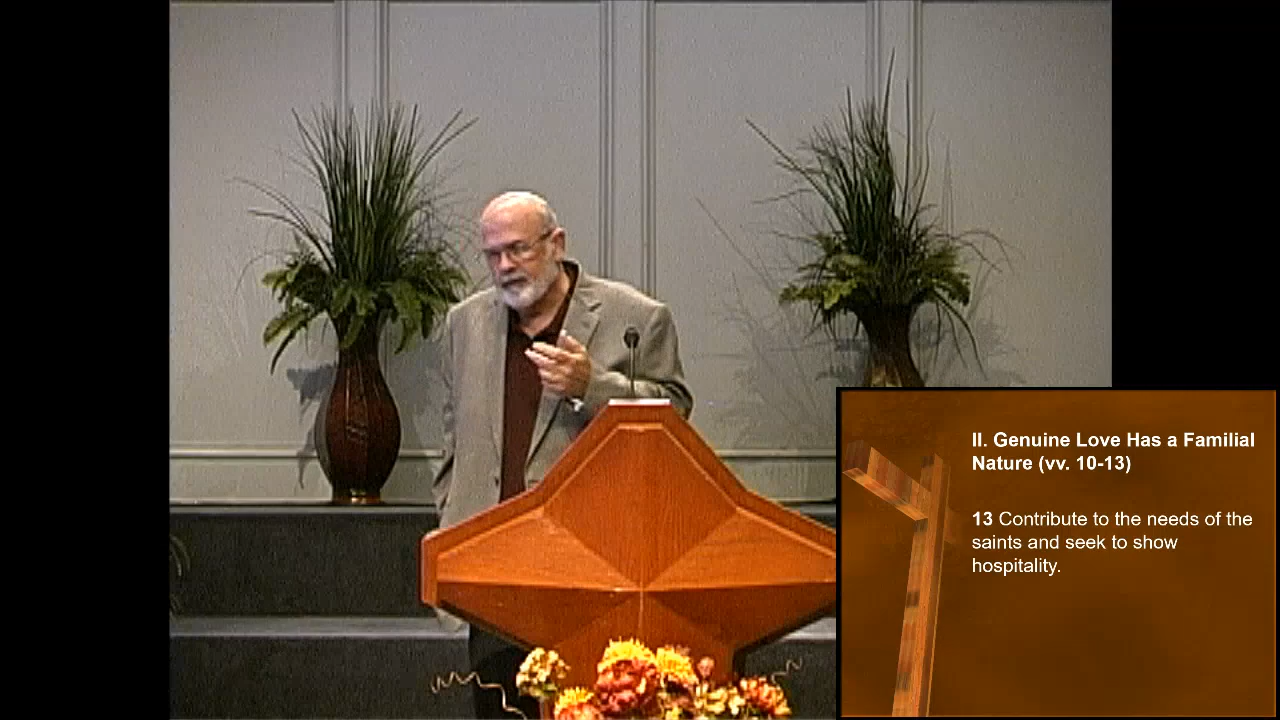 II. Genuine Love Has a Familial
Nature (vv. 10-13)
13 Contribute to the needs of the
saints and seek to show
hospitality.